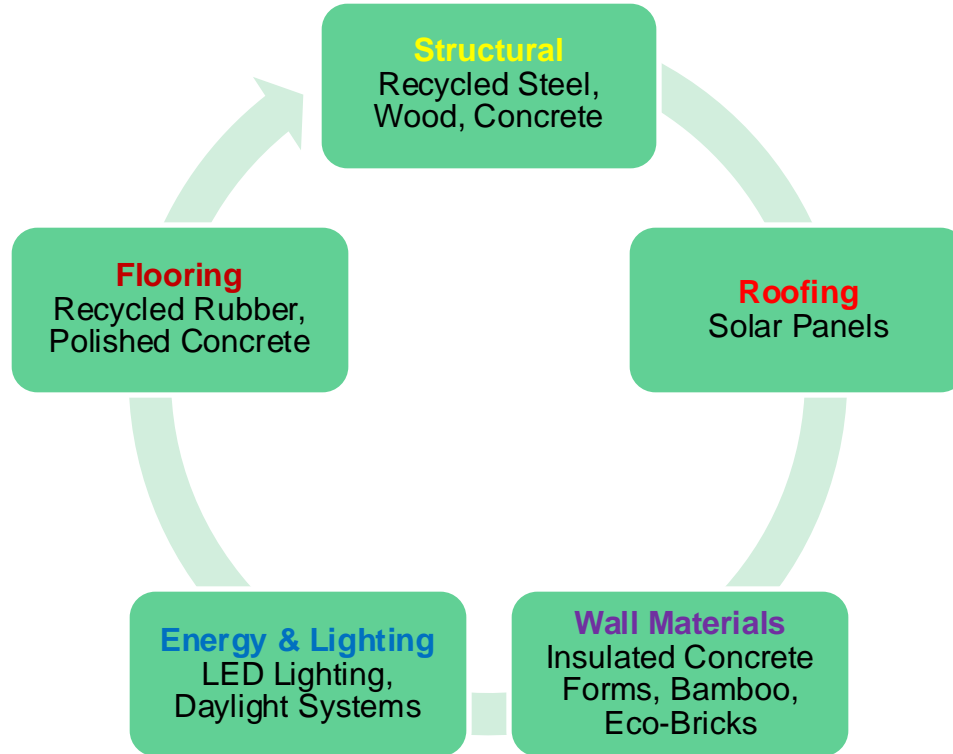 Structural
Recycled Steel,
Wood, Concrete
Roofing
Solar Panels
Wall Materials
Insulated Concrete
Forms, Bamboo,
Eco-Bricks
Energy & Lighting
LED Lighting,
Daylight Systems
Flooring
Recycled Rubber,
Polished Concrete